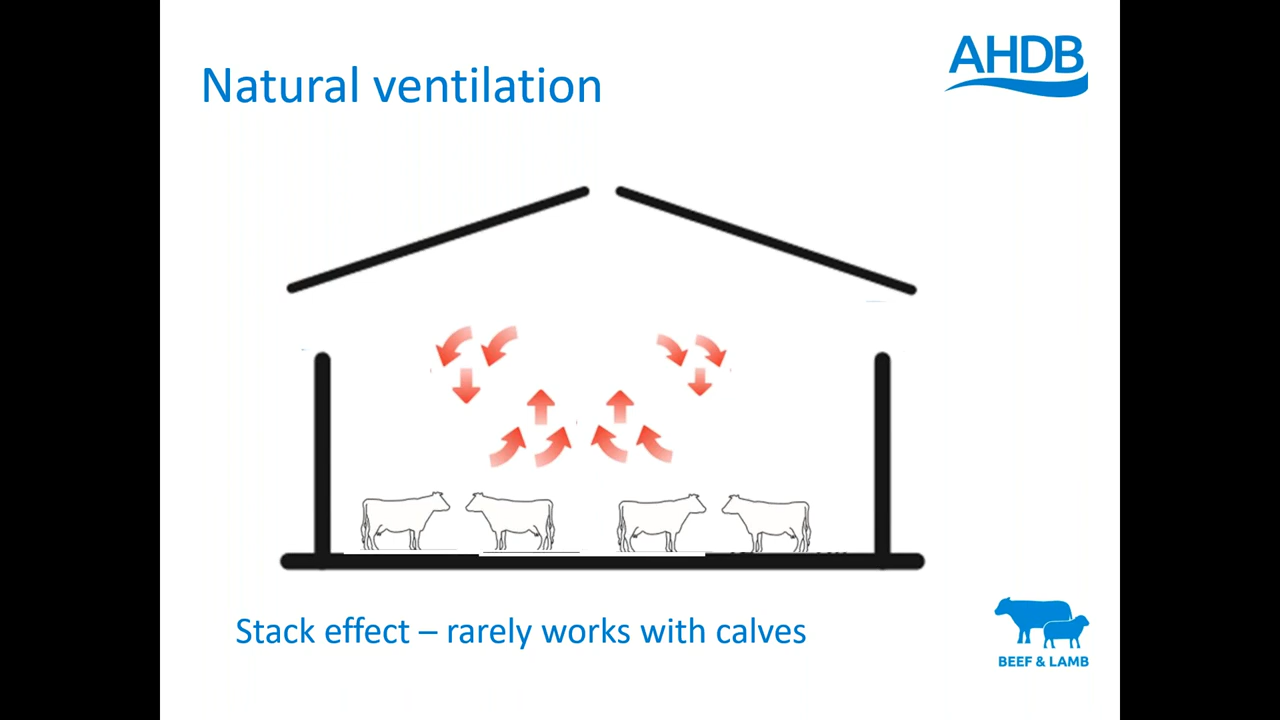 AHDB
Natural ventilation
Stack effect – rarely works with calves
BEEF & LAMB